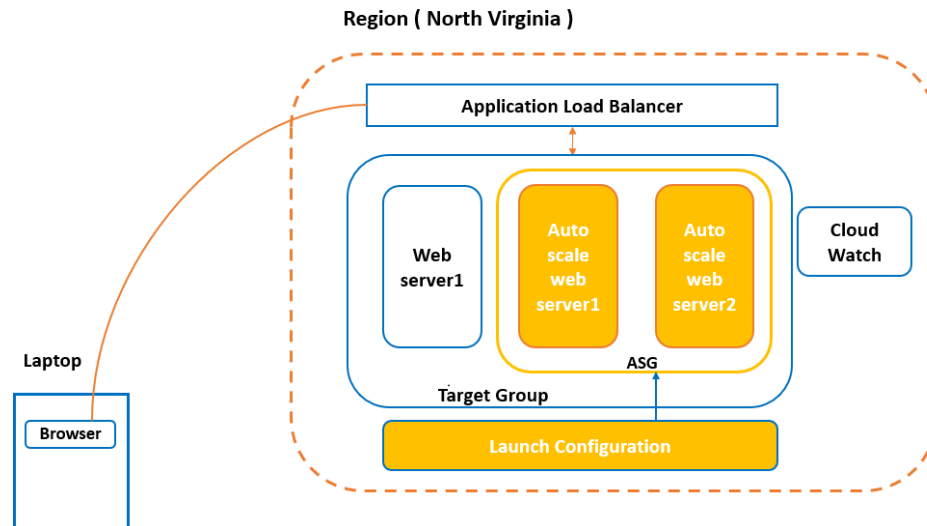 Region ( North Virginia )
Application Load Balancer
Web
server1
Auto
scale
web
server1
Auto
scale
web
server2
Cloud
Watch
ASG
Target Group
Launch Configuration
Laptop
Browser